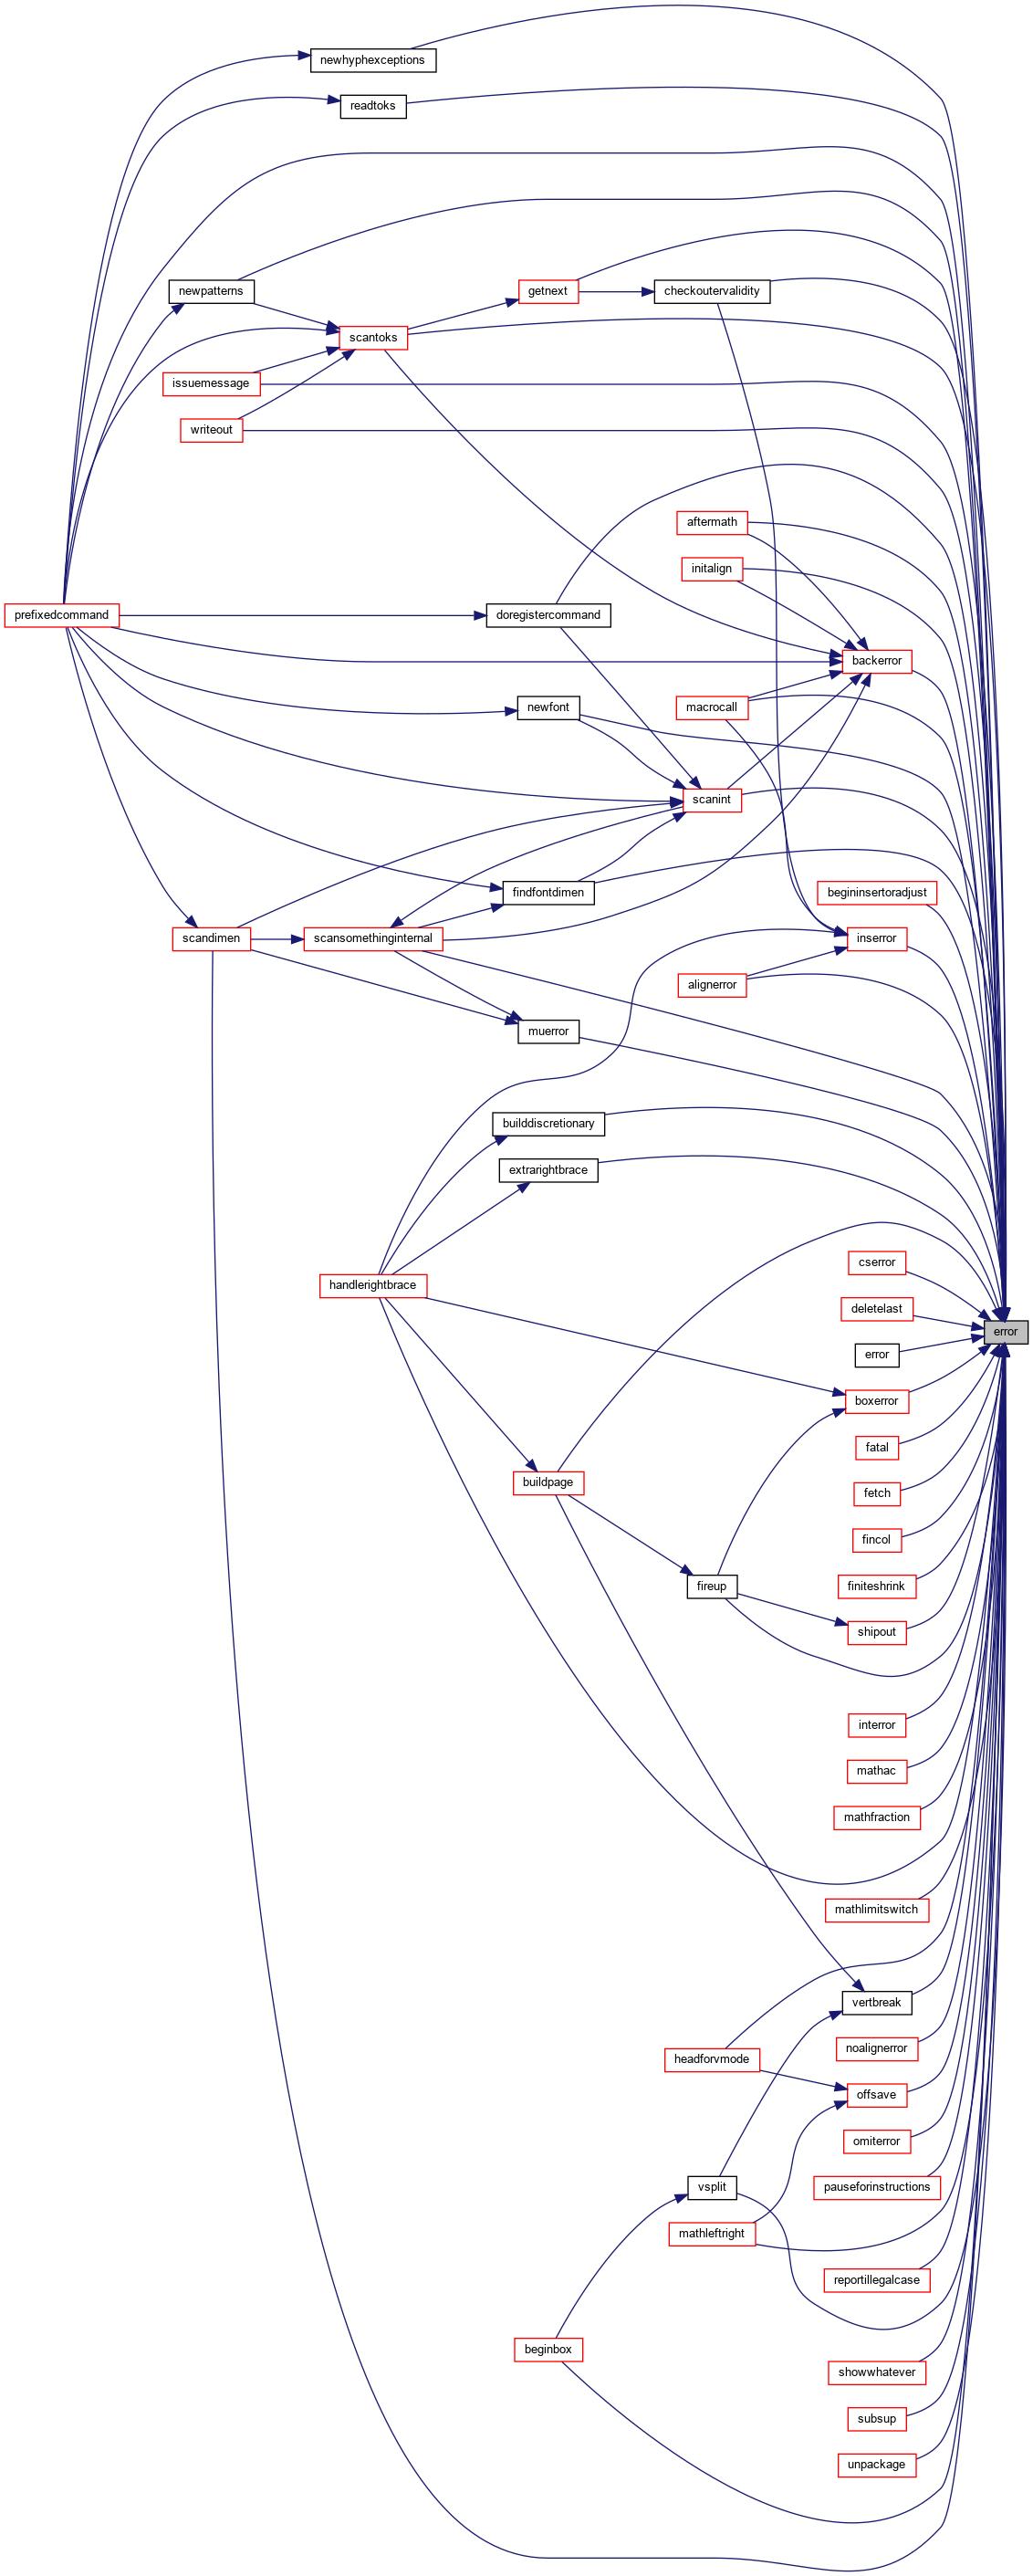 newhyphexceptions
readtoks
newpatterns
getnext
checkoutervalidity
scantoks
issuemessage
writeout
aftermath
initalign
prefixedcommand
doregistercommand
backerror
newfont
macrocall
scanint
findfontdimen
begininsertoradjust
scandimen
scansomethinginternal
inserror
alignerror
muerror
builddiscretionary
extrarightbrace
cserror
handlerightbrace
deletelast
error
error
boxerror
fatal
buildpage
fetch
fincol
fireup
finiteshrink
shipout
interror
mathac
mathfraction
mathlimitswitch
vertbreak
noalignerror
headforvmode
offsave
omiterror
vsplit
pauseforinstructions
mathleftright
reportillegalcase
beginbox
showwhatever
subsup
unpackage